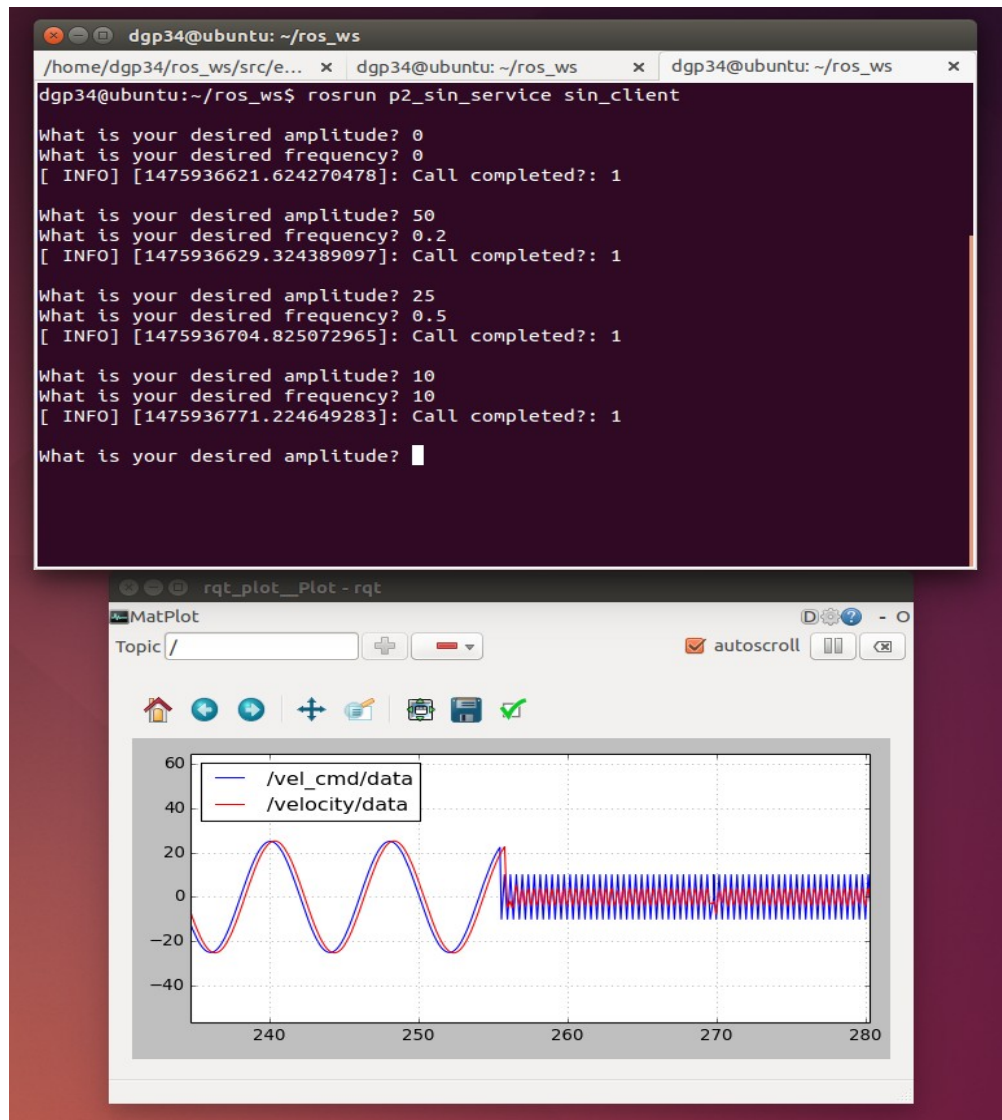 dgp34@ubuntu: ~/ros_ws
/home/dgp34/ros_ws/src/e... × dgp34@ubuntu: ~/ros_ws × dgp34@ubuntu: ~/ros_ws ×
dgp34@ubuntu:~/ros_ws$ rosrun p2_sin_service sin_client
What is your desired amplitude? 0
What is your desired frequency? 0
[ INFO] [1475936621.624270478]: Call completed?: 1
What is your desired amplitude? 50
What is your desired frequency? 0.2
[ INFO] [1475936629.324389097]: Call completed?: 1
What is your desired amplitude? 25
What is your desired frequency? 0.5
[ INFO] [1475936704.825072965]: Call completed?: 1
What is your desired amplitude? 10
What is your desired frequency? 10
[ INFO] [1475936771.224649283]: Call completed?: 1
What is your desired amplitude?
rqt_plot__Plot - rqt
MatPlot D ? - O
Topic / autoscroll
60
/vel_cmd/data
40
/velocity/data
20
0
−20
−40
240 250 260 270 280